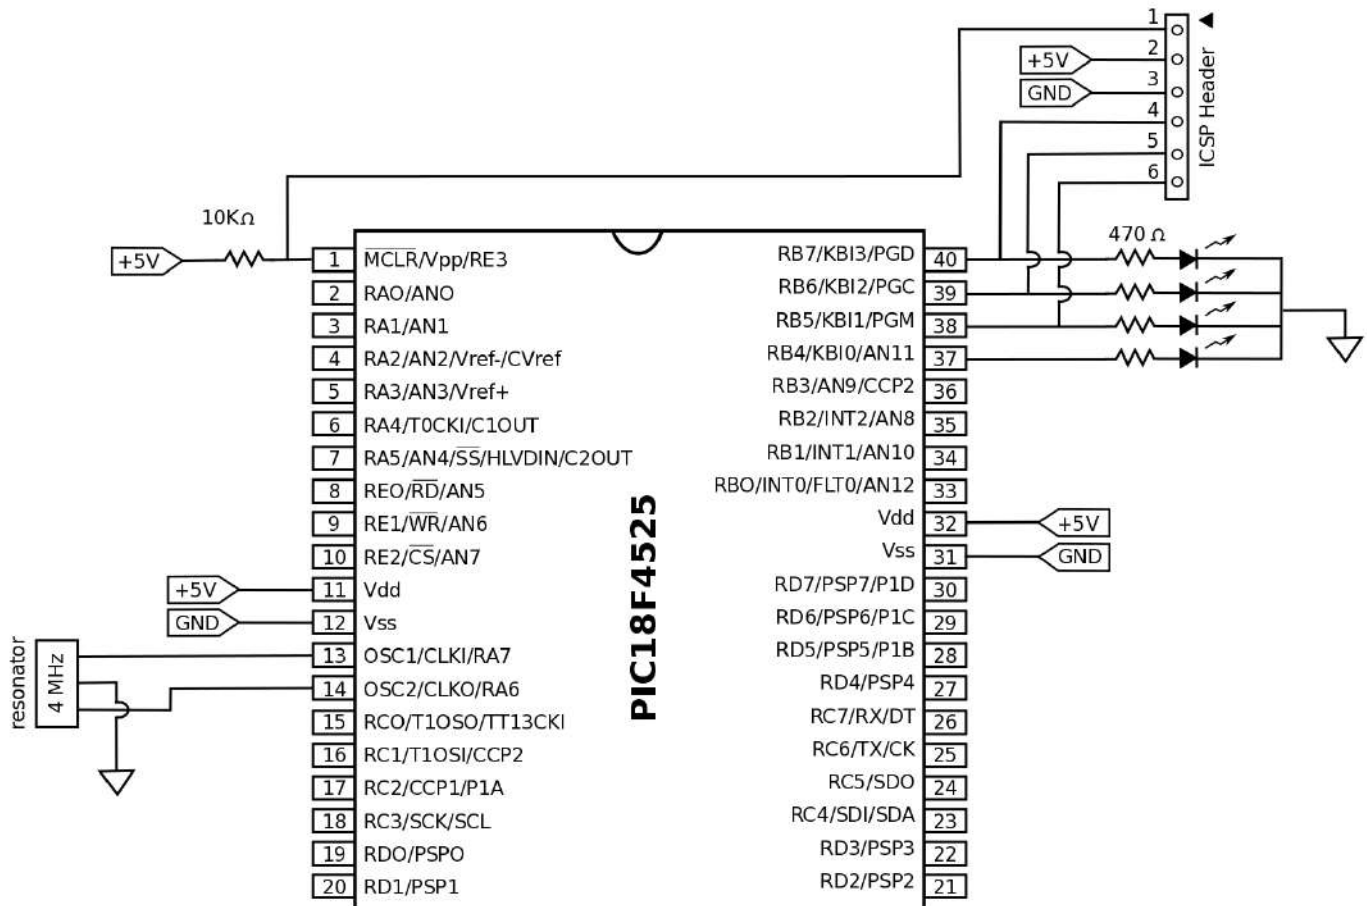 1
2
+5V
3
GND
4
5
6
ICSP Header
10KΩ
+5V
1
MCLR/Vpp/RE3
2
RAO/ANO
3
RA1/AN1
4
RA2/AN2/Vref-/CVref
5
RA3/AN3/Vref+
6
RA4/T0CKI/C1OUT
7
RA5/AN4/SS/HLVDIN/C2OUT
8
REO/RD/AN5
9
RE1/WR/AN6
10
RE2/CS/AN7
+5V
11
Vdd
GND
12
Vss
13
OSC1/CLKI/RA7
14
OSC2/CLKO/RA6
15
RCO/T1OSO/TT13CKI
16
RC1/T1OSI/CCP2
17
RC2/CCP1/P1A
18
RC3/SCK/SCL
19
RDO/PSPO
20
RD1/PSP1
resonator
4 MHz
PIC18F4525
470 Ω
RB7/KBI3/PGD
40
RB6/KBI2/PGC
39
RB5/KBI1/PGM
38
RB4/KBI0/AN11
37
RB3/AN9/CCP2
36
RB2/INT2/AN8
35
RB1/INT1/AN10
34
RBO/INT0/FLT0/AN12
33
Vdd
32
+5V
Vss
31
GND
RD7/PSP7/P1D
30
RD6/PSP6/P1C
29
RD5/PSP5/P1B
28
RD4/PSP4
27
RC7/RX/DT
26
RC6/TX/CK
25
RC5/SDO
24
RC4/SDI/SDA
23
RD3/PSP3
22
RD2/PSP2
21